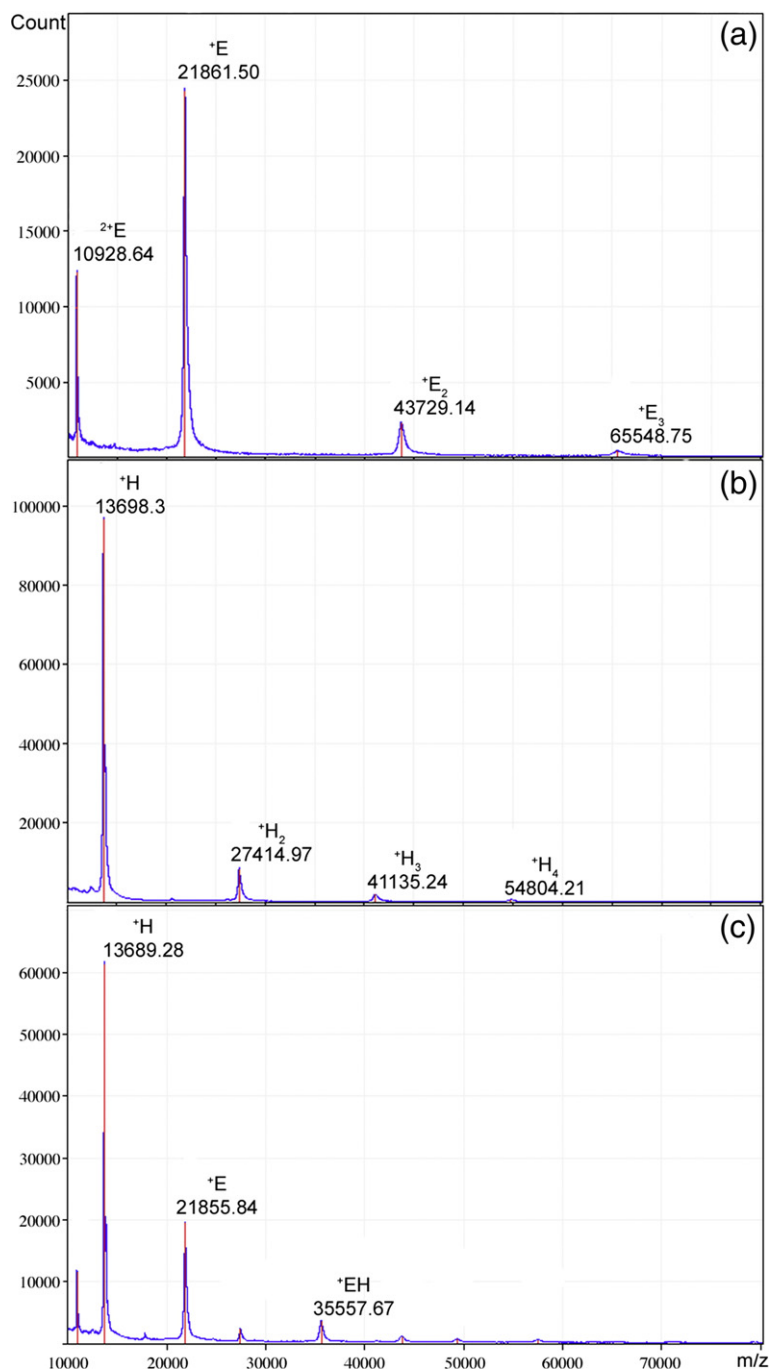 Count
(a)
⁺E
21861.50
25000
20000
15000
²⁺E
10928.64
10000
5000
⁺E₂
43729.14
⁺E₃
65548.75
(b)
⁺H
13698.3
100000
80000
60000
40000
20000
⁺H₂
27414.97
⁺H₃
41135.24
⁺H₄
54804.21
(c)
⁺H
13689.28
60000
50000
40000
30000
20000
⁺E
21855.84
10000
⁺EH
35557.67
10000 20000 30000 40000 50000 60000 70000 m/z